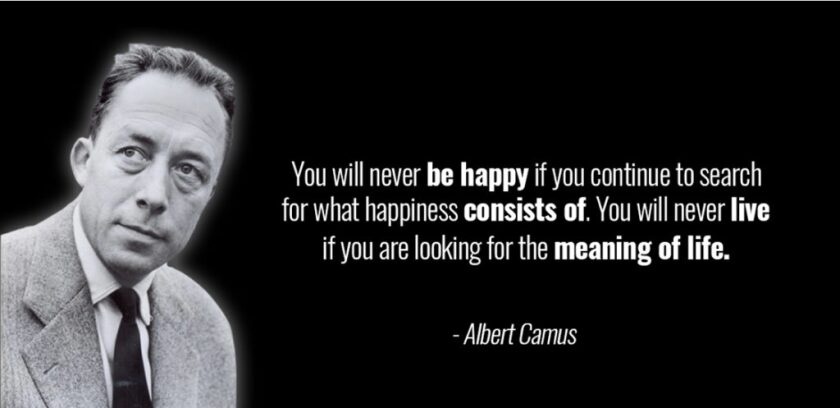 You will never be happy if you continue to search
for what happiness consists of. You will never live
if you are looking for the meaning of life.
- Albert Camus